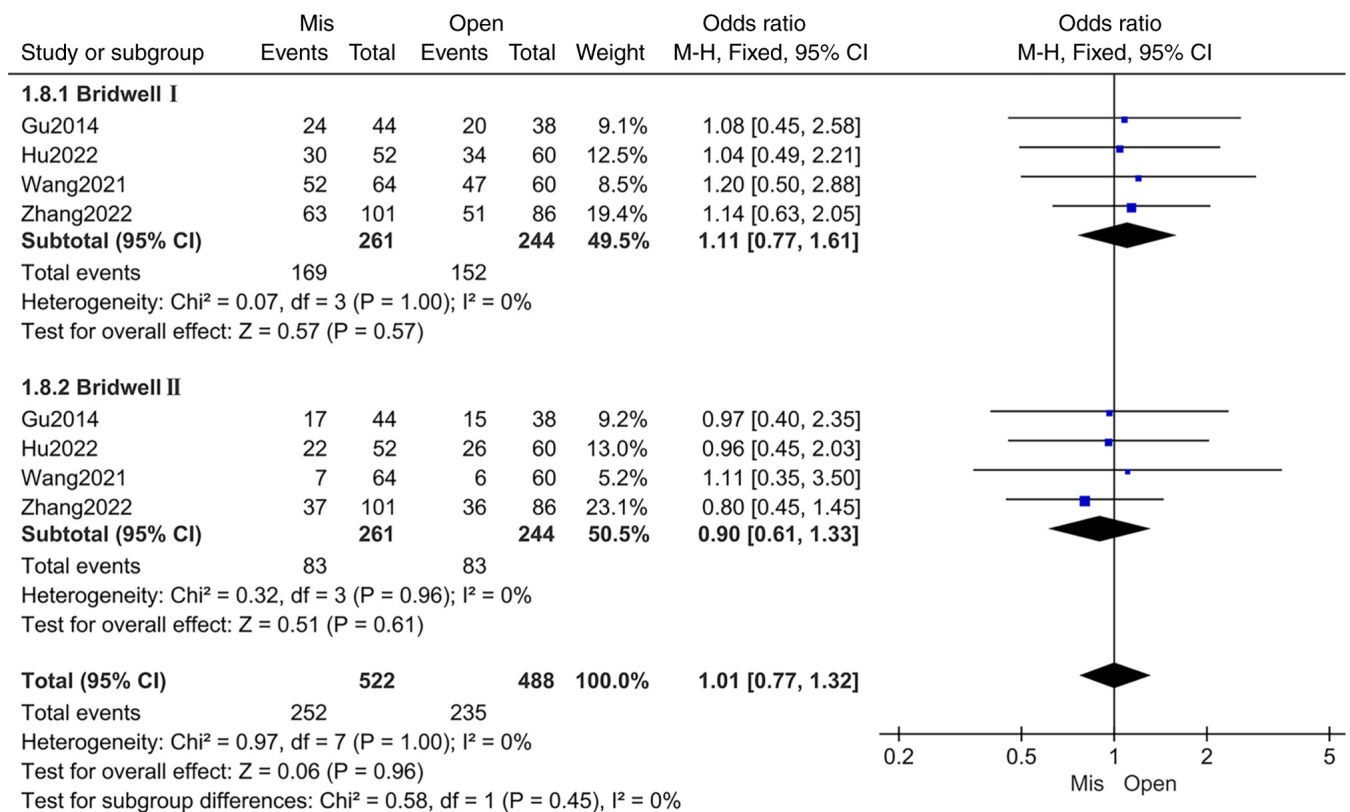 Mis Open Odds ratio Odds ratio
Study or subgroup Events Total Events Total Weight M-H, Fixed, 95% CI M-H, Fixed, 95% CI
1.8.1 Bridwell Ⅰ
Gu2014 24 44 20 38 9.1% 1.08 [0.45, 2.58]
Hu2022 30 52 34 60 12.5% 1.04 [0.49, 2.21]
Wang2021 52 64 47 60 8.5% 1.20 [0.50, 2.88]
Zhang2022 63 101 51 86 19.4% 1.14 [0.63, 2.05]
Subtotal (95% CI) 261 244 49.5% 1.11 [0.77, 1.61]
Total events 169 152
Heterogeneity: Chi² = 0.07, df = 3 (P = 1.00); I² = 0%
Test for overall effect: Z = 0.57 (P = 0.57)
1.8.2 Bridwell Ⅱ
Gu2014 17 44 15 38 9.2% 0.97 [0.40, 2.35]
Hu2022 22 52 26 60 13.0% 0.96 [0.45, 2.03]
Wang2021 7 64 6 60 5.2% 1.11 [0.35, 3.50]
Zhang2022 37 101 36 86 23.1% 0.80 [0.45, 1.45]
Subtotal (95% CI) 261 244 50.5% 0.90 [0.61, 1.33]
Total events 83 83
Heterogeneity: Chi² = 0.32, df = 3 (P = 0.96); I² = 0%
Test for overall effect: Z = 0.51 (P = 0.61)
Total (95% CI) 522 488 100.0% 1.01 [0.77, 1.32]
Total events 252 235
Heterogeneity: Chi² = 0.97, df = 7 (P = 1.00); I² = 0%
Test for overall effect: Z = 0.06 (P = 0.96)
Test for subgroup differences: Chi² = 0.58, df = 1 (P = 0.45), I² = 0%
0.2 0.5 1 2 5
Mis Open